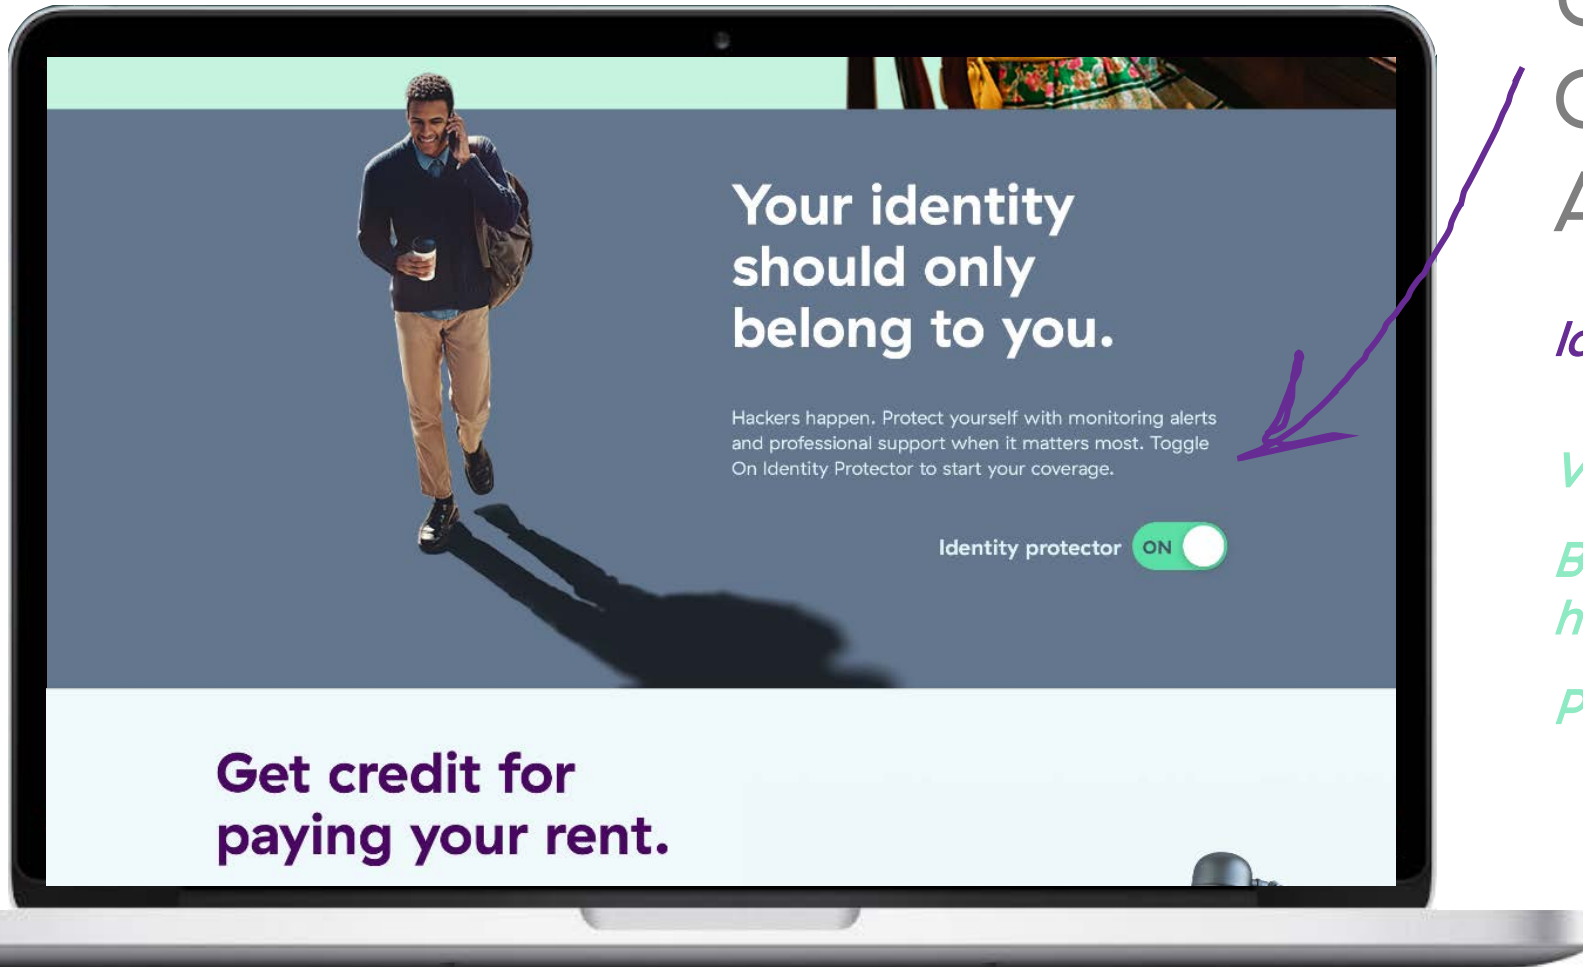 Your identity
should only
belong to you.
Hackers happen. Protect yourself with monitoring alerts
and professional support when it matters most. Toggle
On Identity Protector to start your coverage.
Identity protector ON
Get credit for
paying your rent.